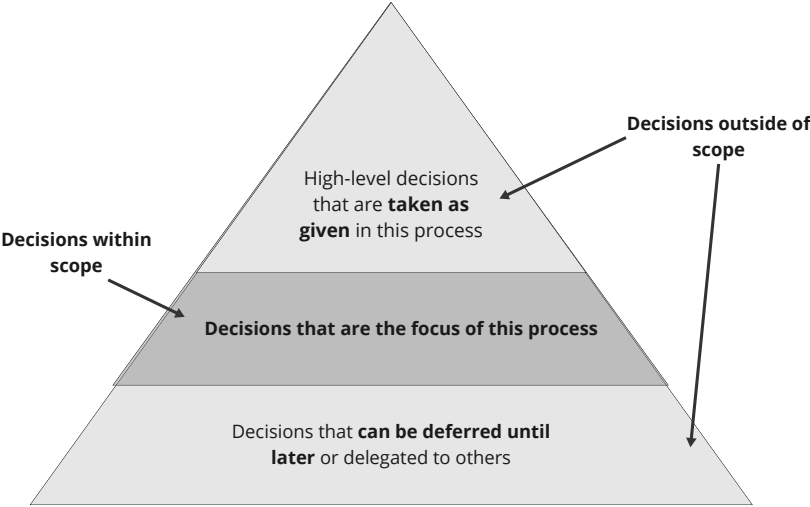 Decisions outside of
scope
High-level decisions
that are taken as
given in this process
Decisions within
scope
Decisions that are the focus of this process
Decisions that can be deferred until
later or delegated to others